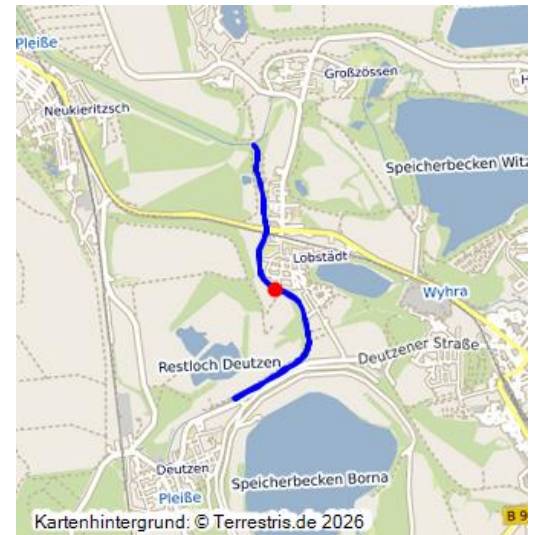 Pleiße
Großzössen
Neukieritzsch
Speicherbecken Witz
Lobstädt
Wyhra
Deutzener Straße
Restloch Deutzen
Deutzen
Speicherbecken Borna
Pleiße
Kartenhintergrund: © Terrestris.de 2026
B 9